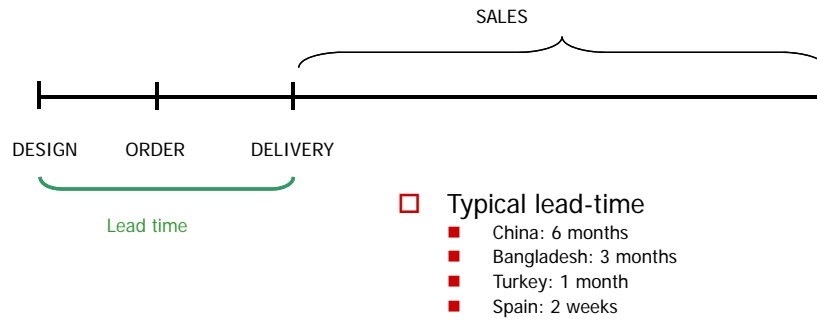 SALES
DESIGN ORDER DELIVERY
Lead time
Typical lead-time
China: 6 months
Bangladesh: 3 months
Turkey: 1 month
Spain: 2 weeks